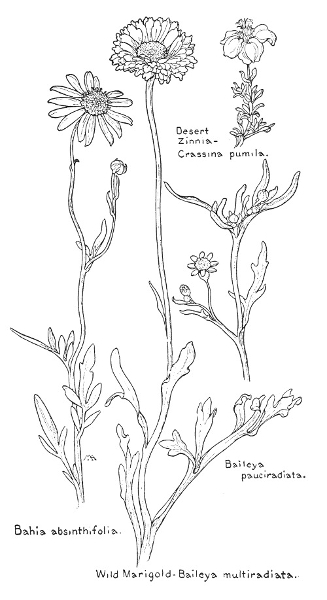 Desert
Zinnia-
Crassina pumila.
Baileya
pauciradiata.
Bahia absinthifolia.
Wild Marigold-Baileya multiradiata.